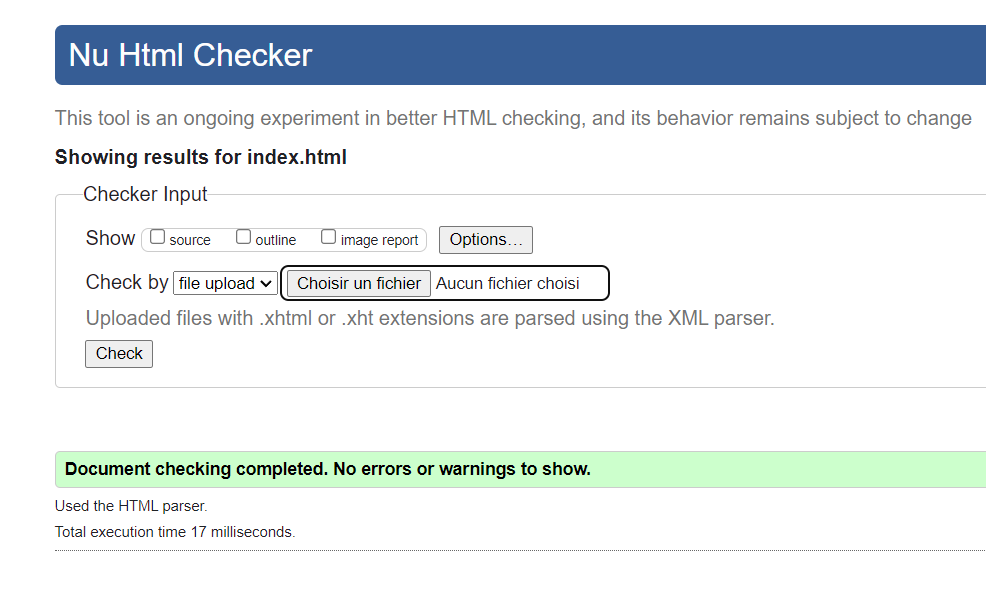 Nu Html Checker
This tool is an ongoing experiment in better HTML checking, and its behavior remains subject to change
Showing results for index.html
Checker Input
Show source outline image report Options...
Check by file upload Choisir un fichier Aucun fichier choisi
Uploaded files with .xhtml or .xht extensions are parsed using the XML parser.
Check
Document checking completed. No errors or warnings to show.
Used the HTML parser.
Total execution time 17 milliseconds.